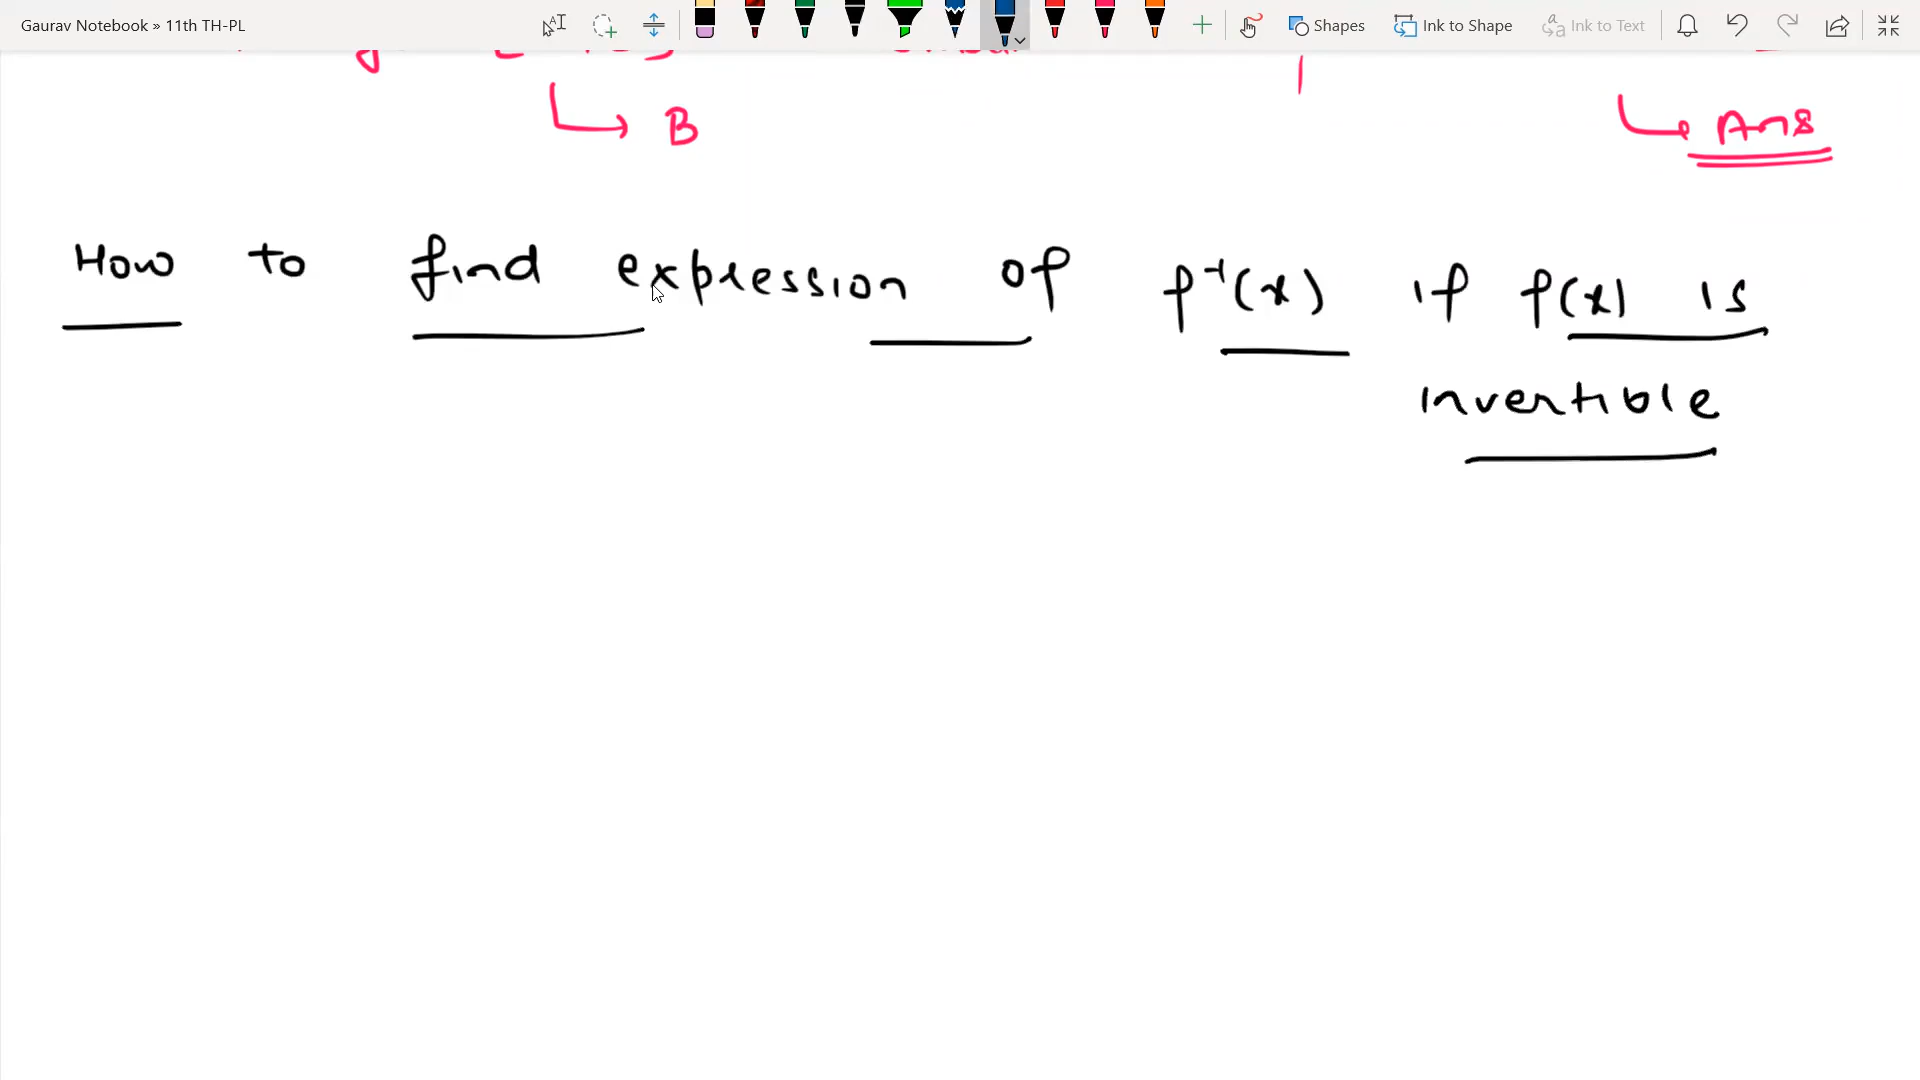 Gaurav Notebook » 11th TH-PL
Shapes
Ink to Shape
Ink to Text
B
Ans
How to find expression of f⁻¹(x) if f(x) is
invertible